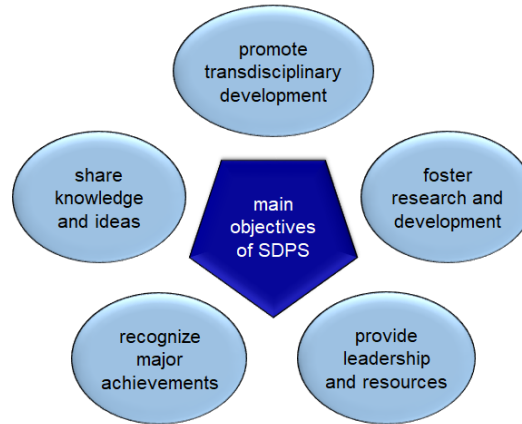 promote
transdisciplinary
development
share
knowledge
and ideas
main
objectives
of SDPS
foster
research and
development
recognize
major
achievements
provide
leadership
and resources